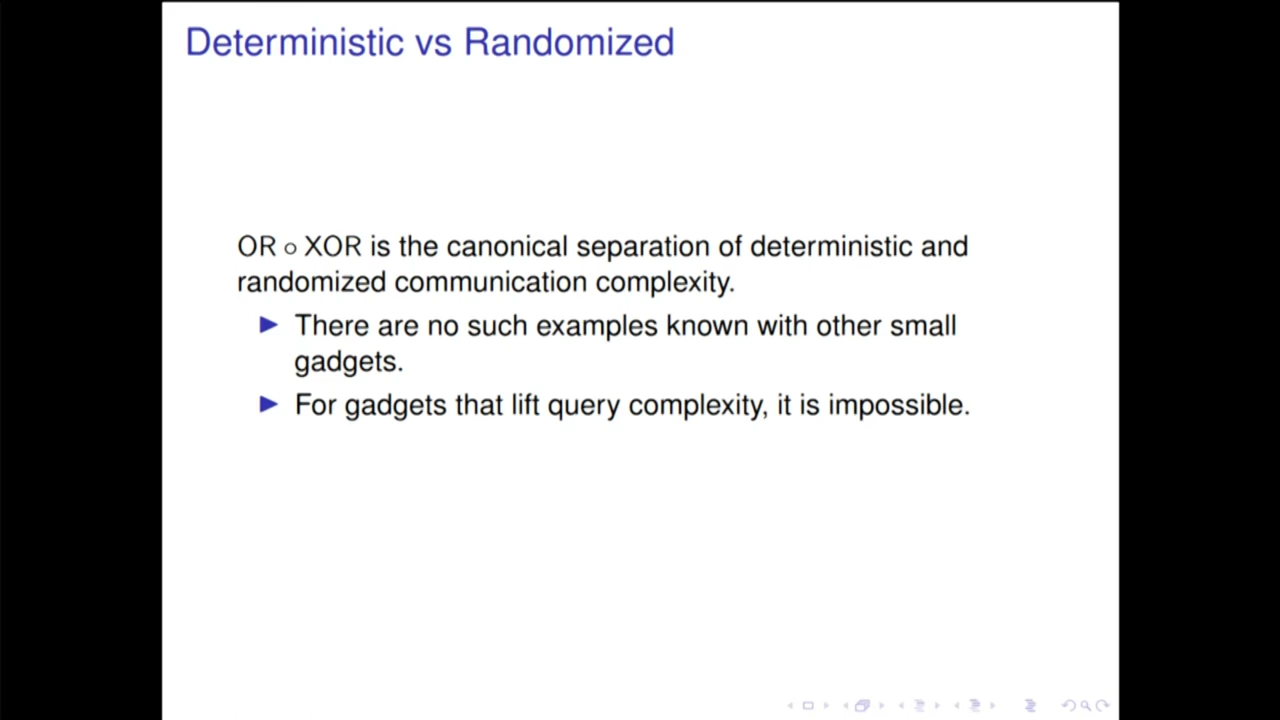 Deterministic vs Randomized
OR ∘ XOR is the canonical separation of deterministic and
randomized communication complexity.
There are no such examples known with other small
gadgets.
For gadgets that lift query complexity, it is impossible.